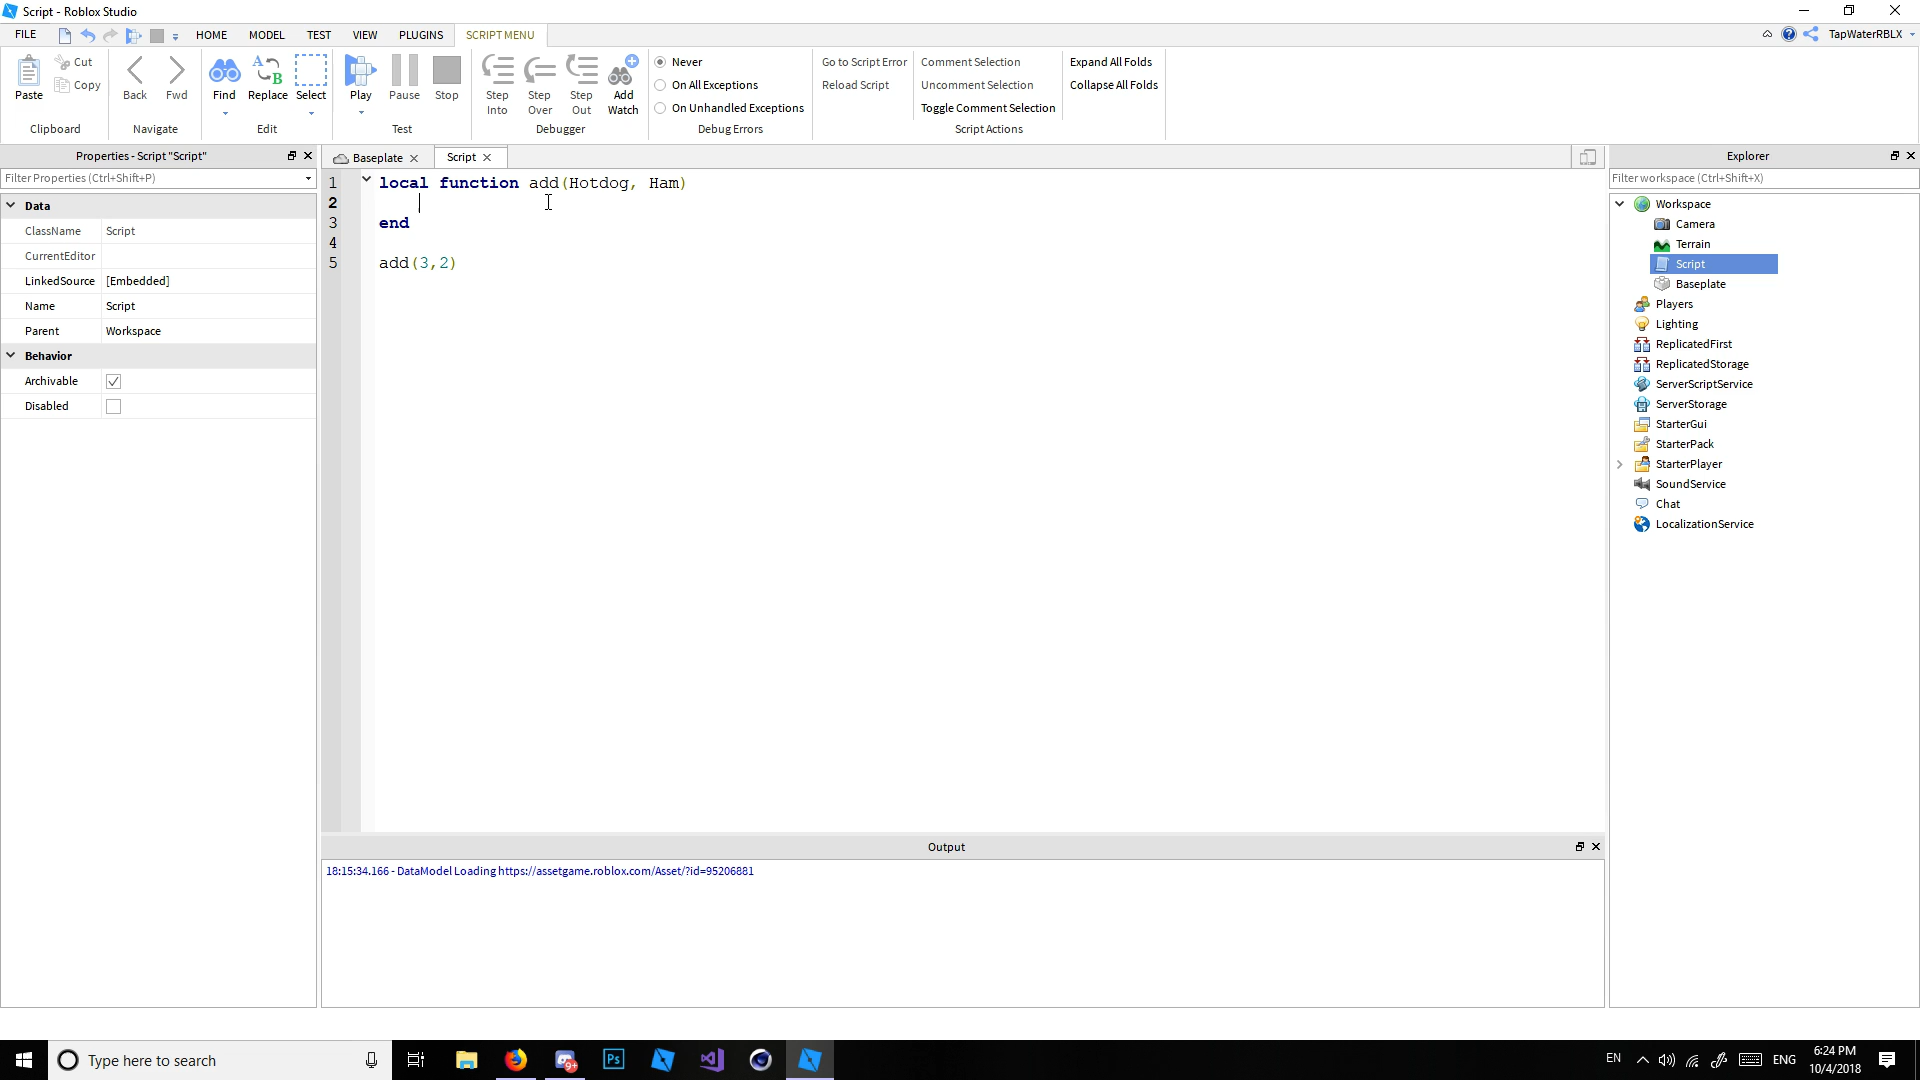 Script - Roblox Studio
FILE HOME MODEL TEST VIEW PLUGINS SCRIPT MENU TapWaterRBLX
Paste Cut Copy Back Fwd Find Replace Select Play Pause Stop Step Into Step Over Step Out Add Watch
Never
On All Exceptions
On Unhandled Exceptions
Go to Script Error
Reload Script
Comment Selection
Uncomment Selection
Toggle Comment Selection
Expand All Folds
Collapse All Folds
Clipboard Navigate Edit Test Debugger Debug Errors Script Actions
Properties - Script "Script"
Filter Properties (Ctrl+Shift+P)
Data
ClassName Script
CurrentEditor
LinkedSource [Embedded]
Name Script
Parent Workspace
Behavior
Archivable
Disabled
Baseplate Script
1 local function add(Hotdog, Ham)
2
3 end
4
5 add(3,2)
Output
18:15:34.166 - DataModel Loading https://assetgame.roblox.com/Asset/?id=95206881
Explorer
Filter workspace (Ctrl+Shift+X)
Workspace
Camera
Terrain
Script
Baseplate
Players
Lighting
ReplicatedFirst
ReplicatedStorage
ServerScriptService
ServerStorage
StarterGui
StarterPack
StarterPlayer
SoundService
Chat
LocalizationService
Type here to search
Ps
9+
EN ENG
6:24 PM
10/4/2018